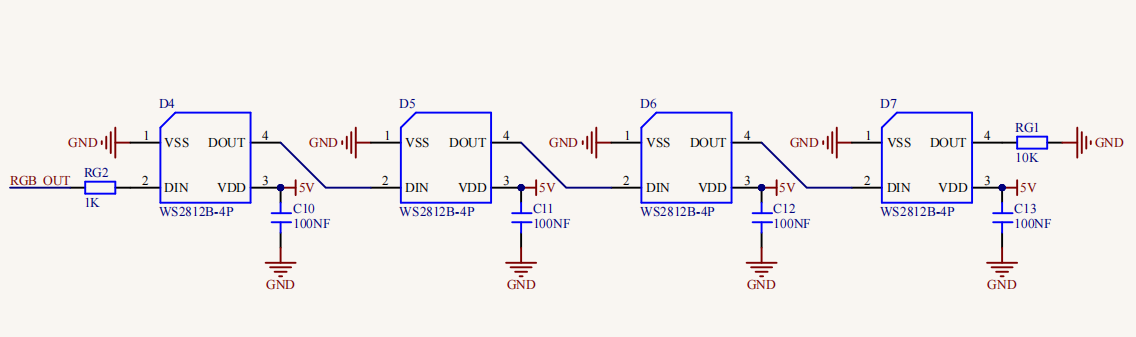 D4
D5
D6
D7
GND 1 VSS DOUT 4
GND 1 VSS DOUT 4
GND 1 VSS DOUT 4
GND 1 VSS DOUT 4 RG1 GND
10K
RGB_OUT RG2 2 DIN VDD 3 5V
2 DIN VDD 3 5V
2 DIN VDD 3 5V
2 DIN VDD 3 5V
1K
WS2812B-4P
WS2812B-4P
WS2812B-4P
WS2812B-4P
C10
100NF
C11
100NF
C12
100NF
C13
100NF
GND
GND
GND
GND